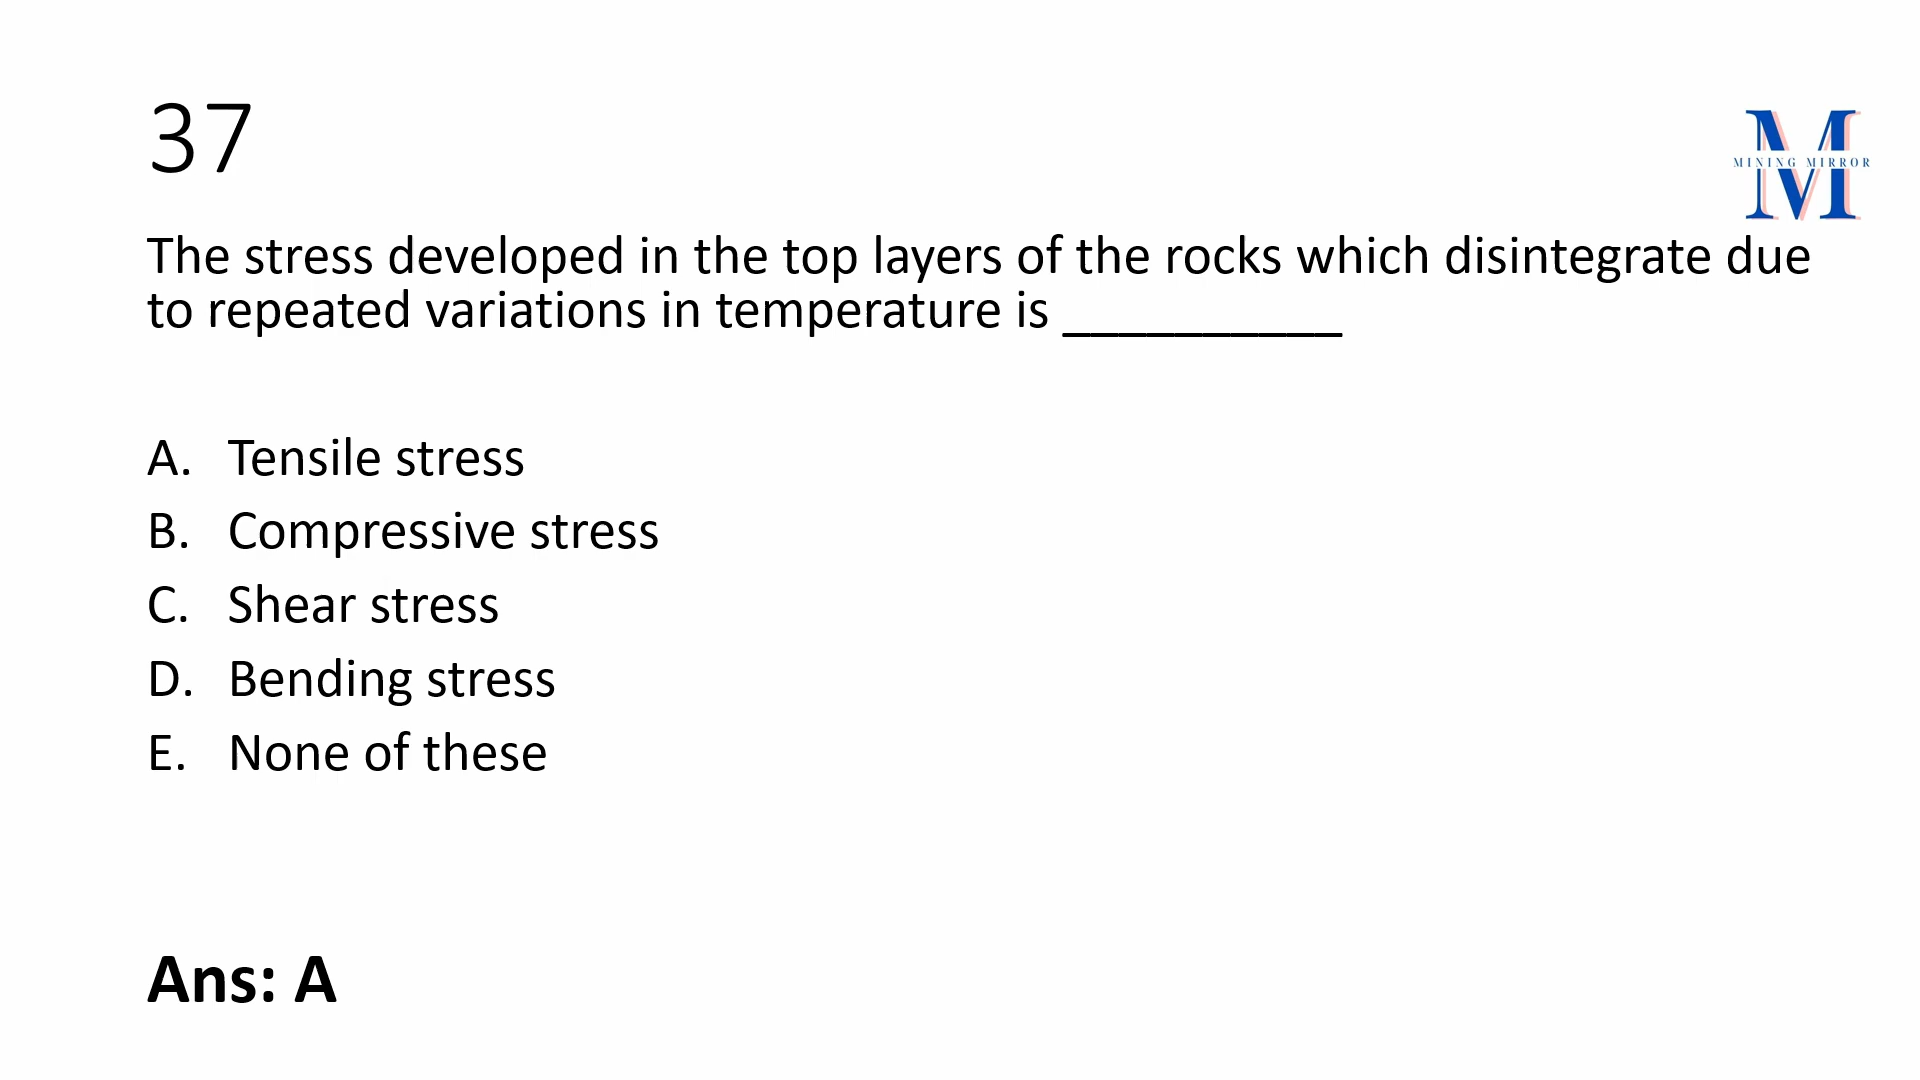 37
MINING MIRROR
The stress developed in the top layers of the rocks which disintegrate due
to repeated variations in temperature is __________
A. Tensile stress
B. Compressive stress
C. Shear stress
D. Bending stress
E. None of these
Ans: A